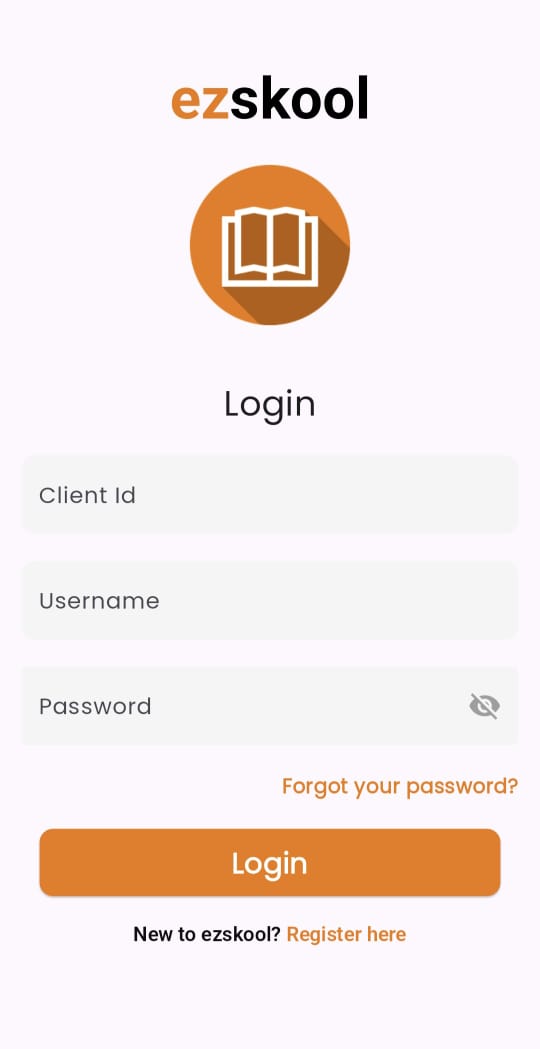 ezskool
Login
Client Id
Username
Password
Forgot your password?
Login
New to ezskool? Register here